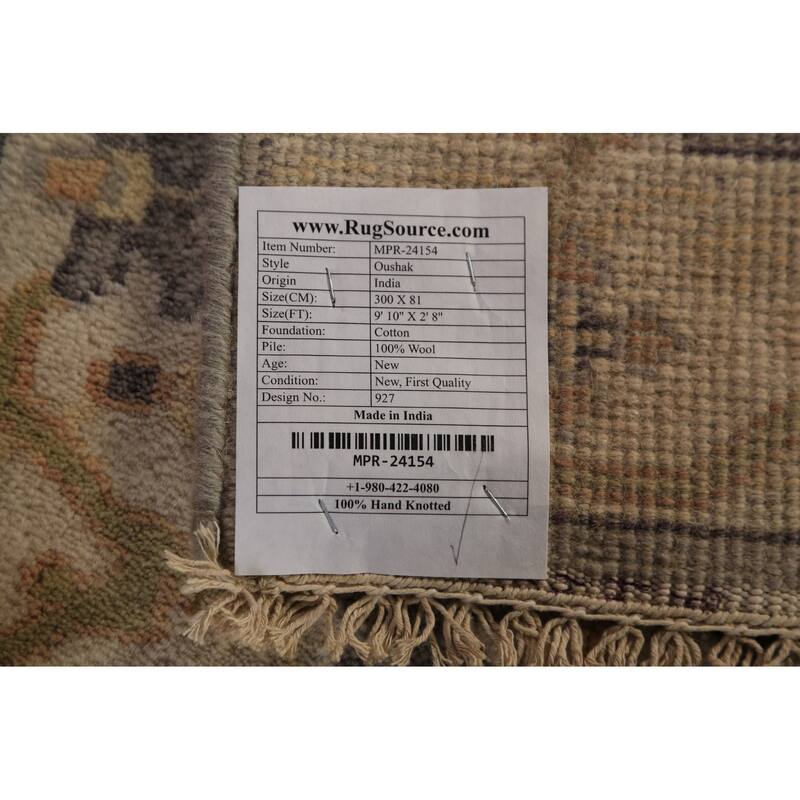 www.RugSource.com
Item Number: MPR-24154
Style Oushak
Origin India
Size(CM): 300 X 81
Size(FT): 9' 10" X 2' 8"
Foundation: Cotton
Pile: 100% Wool
Age: New
Condition: New, First Quality
Design No.: 927
Made in India
MPR-24154
+1-980-422-4080
100% Hand Knotted